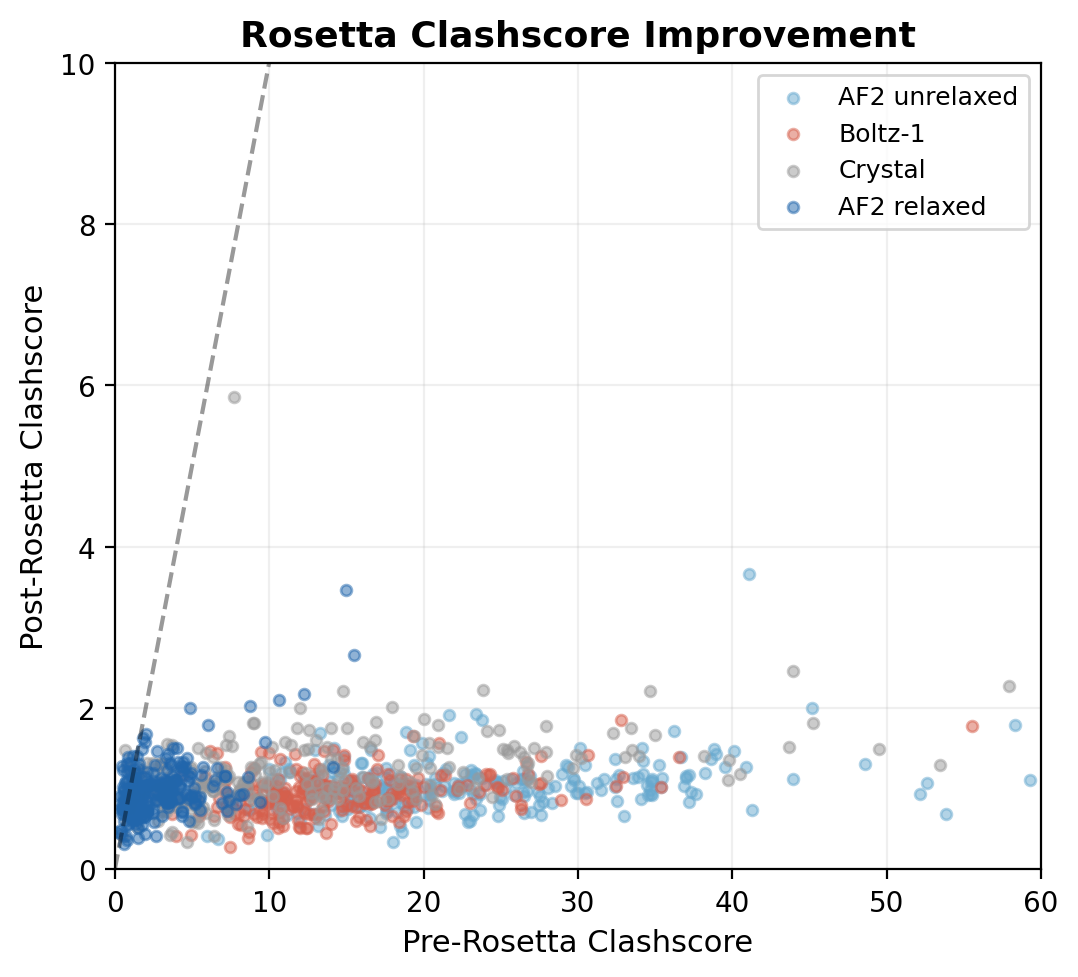 Rosetta Clashscore Improvement
AF2 unrelaxed
Boltz-1
Crystal
AF2 relaxed
10
8
6
4
2
0
Post-Rosetta Clashscore
0
10
20
30
40
50
60
Pre-Rosetta Clashscore